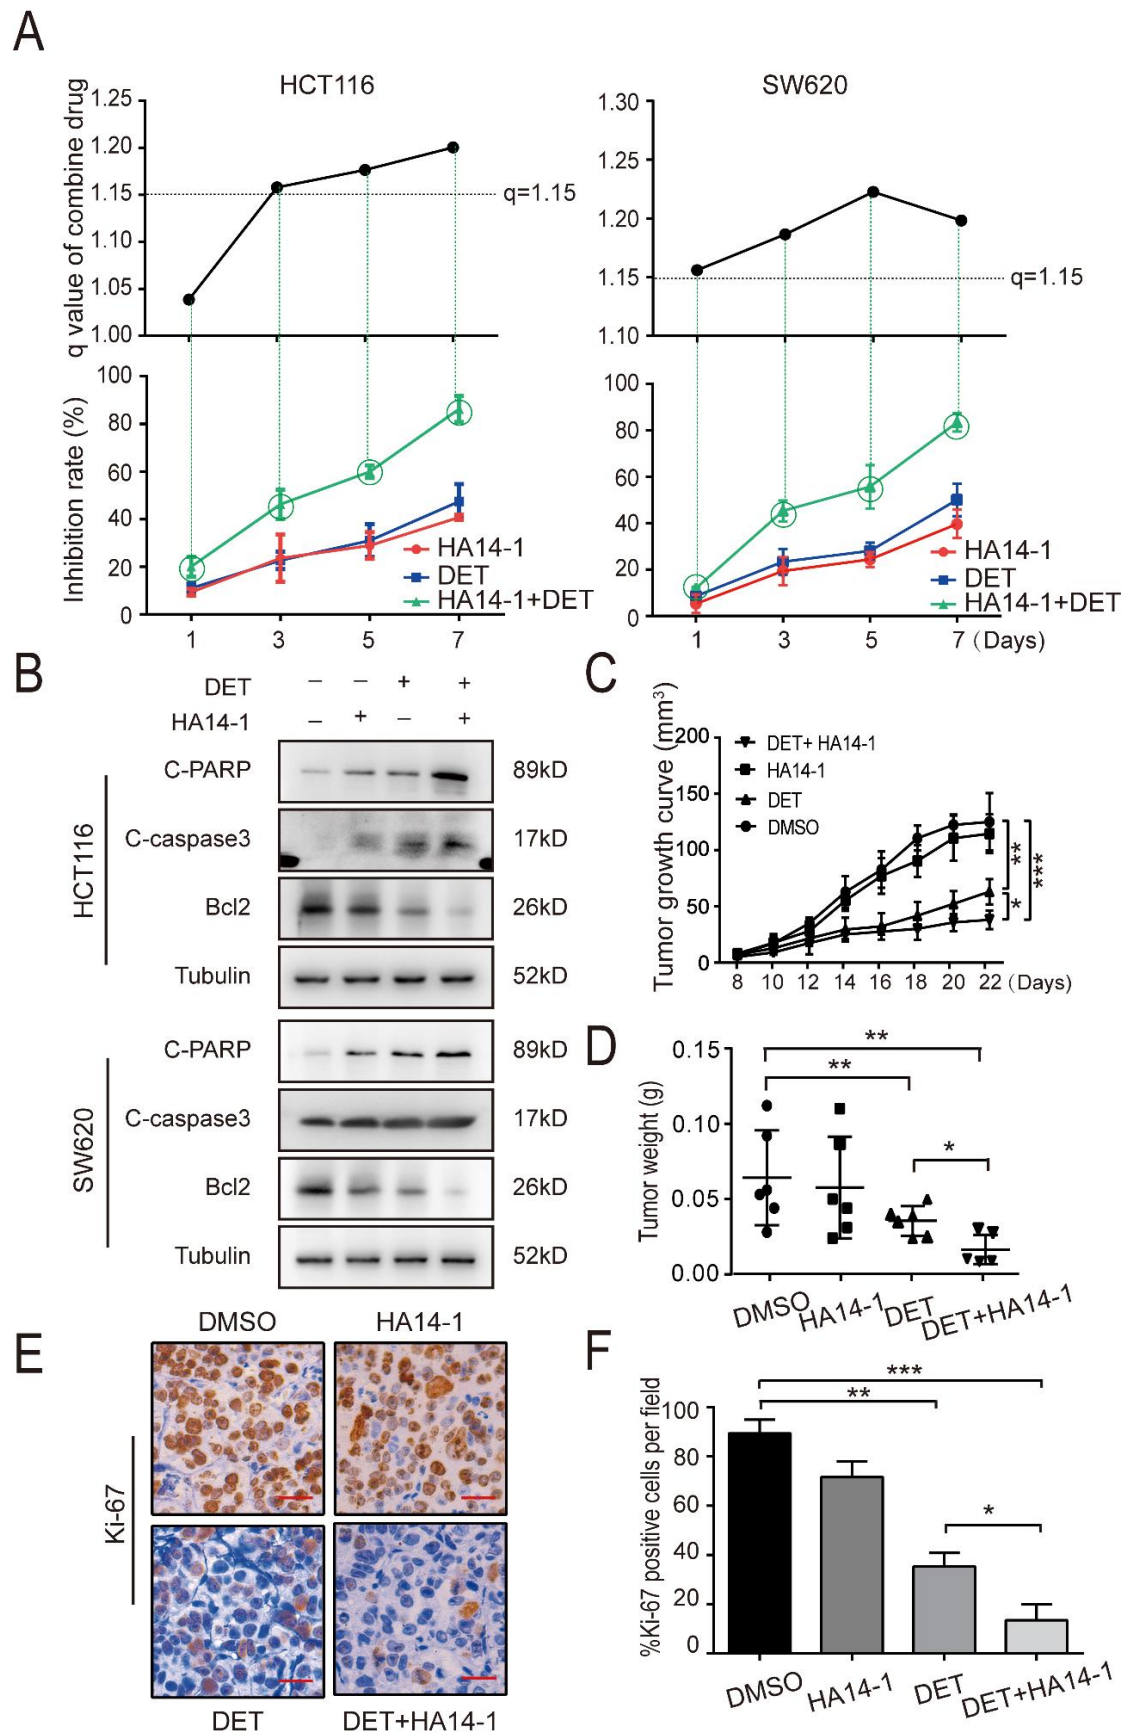 A
HCT116
SW620
q value of combine drug
1.25
1.20
1.15
1.10
1.05
1.00
q=1.15
1.30
1.20
1.15
1.10
q=1.15
Inhibition rate (%)
100
80
60
40
20
0
HA14-1
DET
HA14-1+DET
1 3 5 7
100
80
60
40
20
0
HA14-1
DET
HA14-1+DET
1 3 5 7 (Days)
B
DET − − + +
HA14-1 − + − +
HCT116
C-PARP 89kD
C-caspase3 17kD
Bcl2 26kD
Tubulin 52kD
SW620
C-PARP 89kD
C-caspase3 17kD
Bcl2 26kD
Tubulin 52kD
C
Tumor growth curve (mm³)
200
150
100
50
0
DET+ HA14-1
HA14-1
DET
DMSO
**
*
***
8 10 12 14 16 18 20 22 (Days)
D
Tumor weight (g)
0.15
0.10
0.05
0.00
**
**
*
DMSO
HA14-1
DET
DET+HA14-1
E
DMSO HA14-1
Ki-67
DET DET+HA14-1
F
%Ki-67 positive cells per field
100
80
60
40
20
0
***
**
*
DMSO
HA14-1
DET
DET+HA14-1